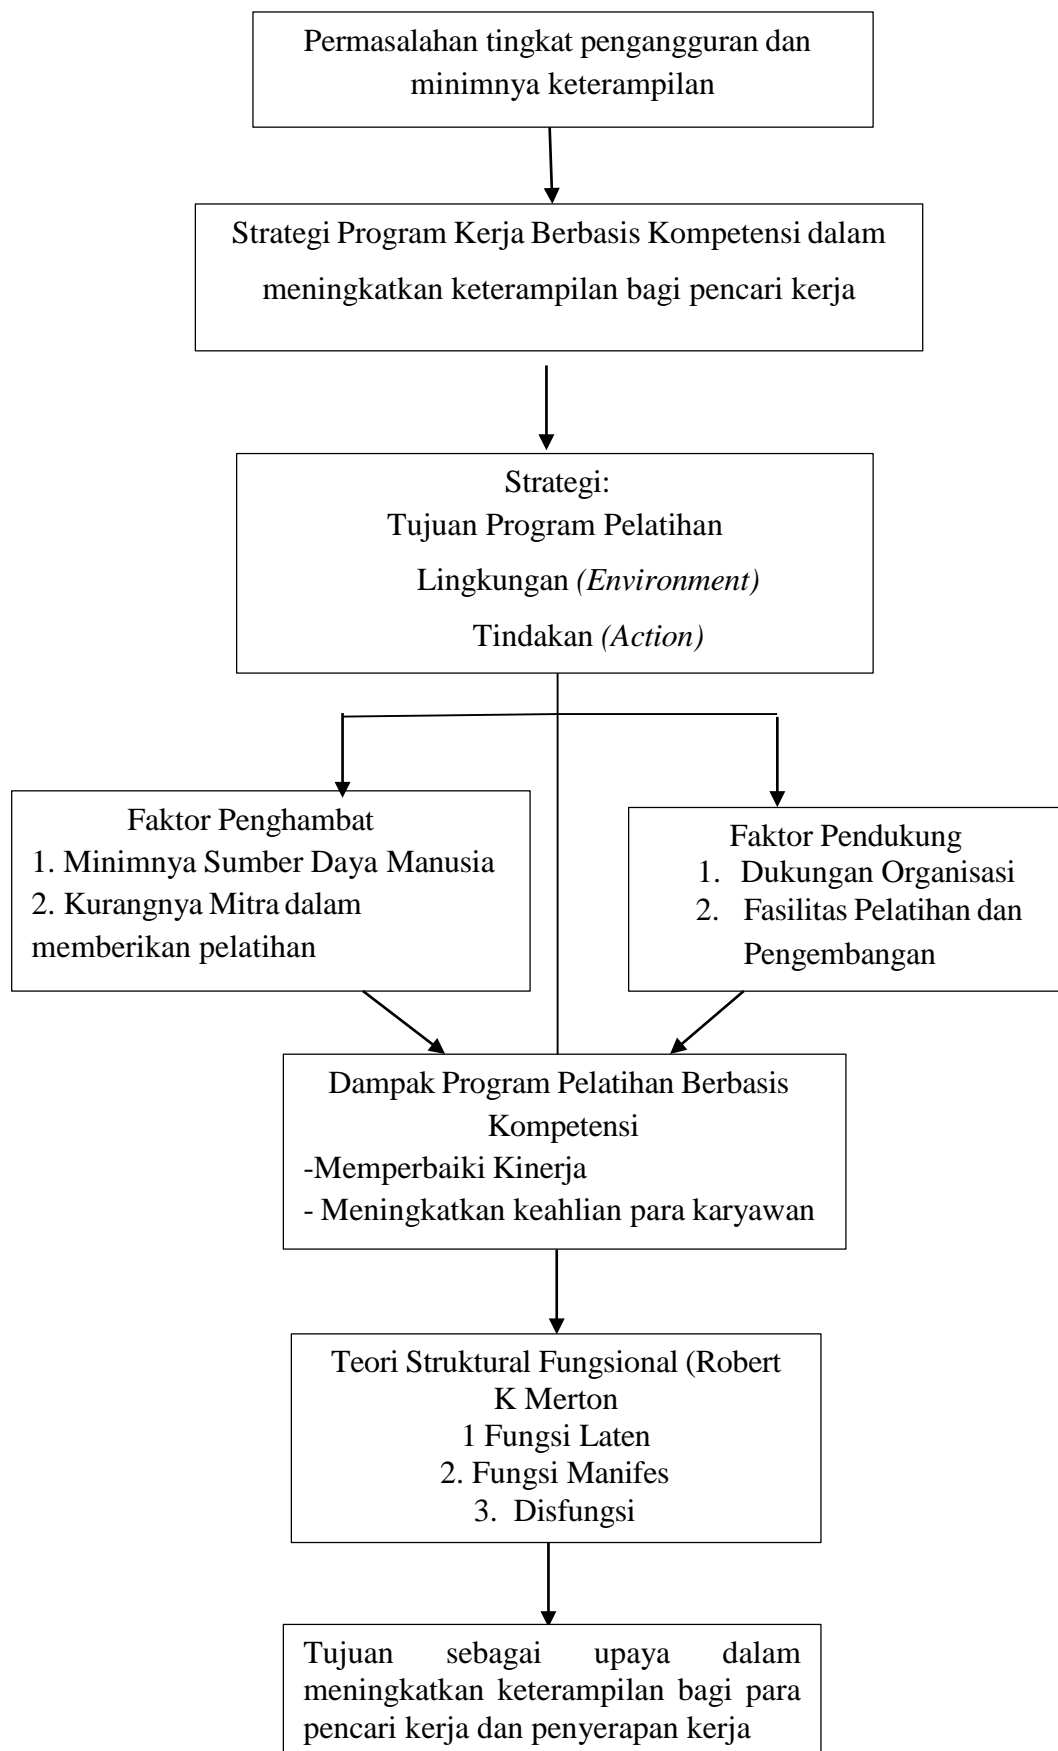 Permasalahan tingkat pengangguran dan
minimnya keterampilan
Strategi Program Kerja Berbasis Kompetensi dalam
meningkatkan keterampilan bagi pencari kerja
Strategi:
Tujuan Program Pelatihan
Lingkungan (Environment)
Tindakan (Action)
Faktor Penghambat
1. Minimnya Sumber Daya Manusia
2. Kurangnya Mitra dalam
memberikan pelatihan
Faktor Pendukung
1. Dukungan Organisasi
2. Fasilitas Pelatihan dan
Pengembangan
Dampak Program Pelatihan Berbasis
Kompetensi
-Memperbaiki Kinerja
- Meningkatkan keahlian para karyawan
Teori Struktural Fungsional (Robert
K Merton
1 Fungsi Laten
2. Fungsi Manifes
3. Disfungsi
Tujuan sebagai upaya dalam
meningkatkan keterampilan bagi para
pencari kerja dan penyerapan kerja